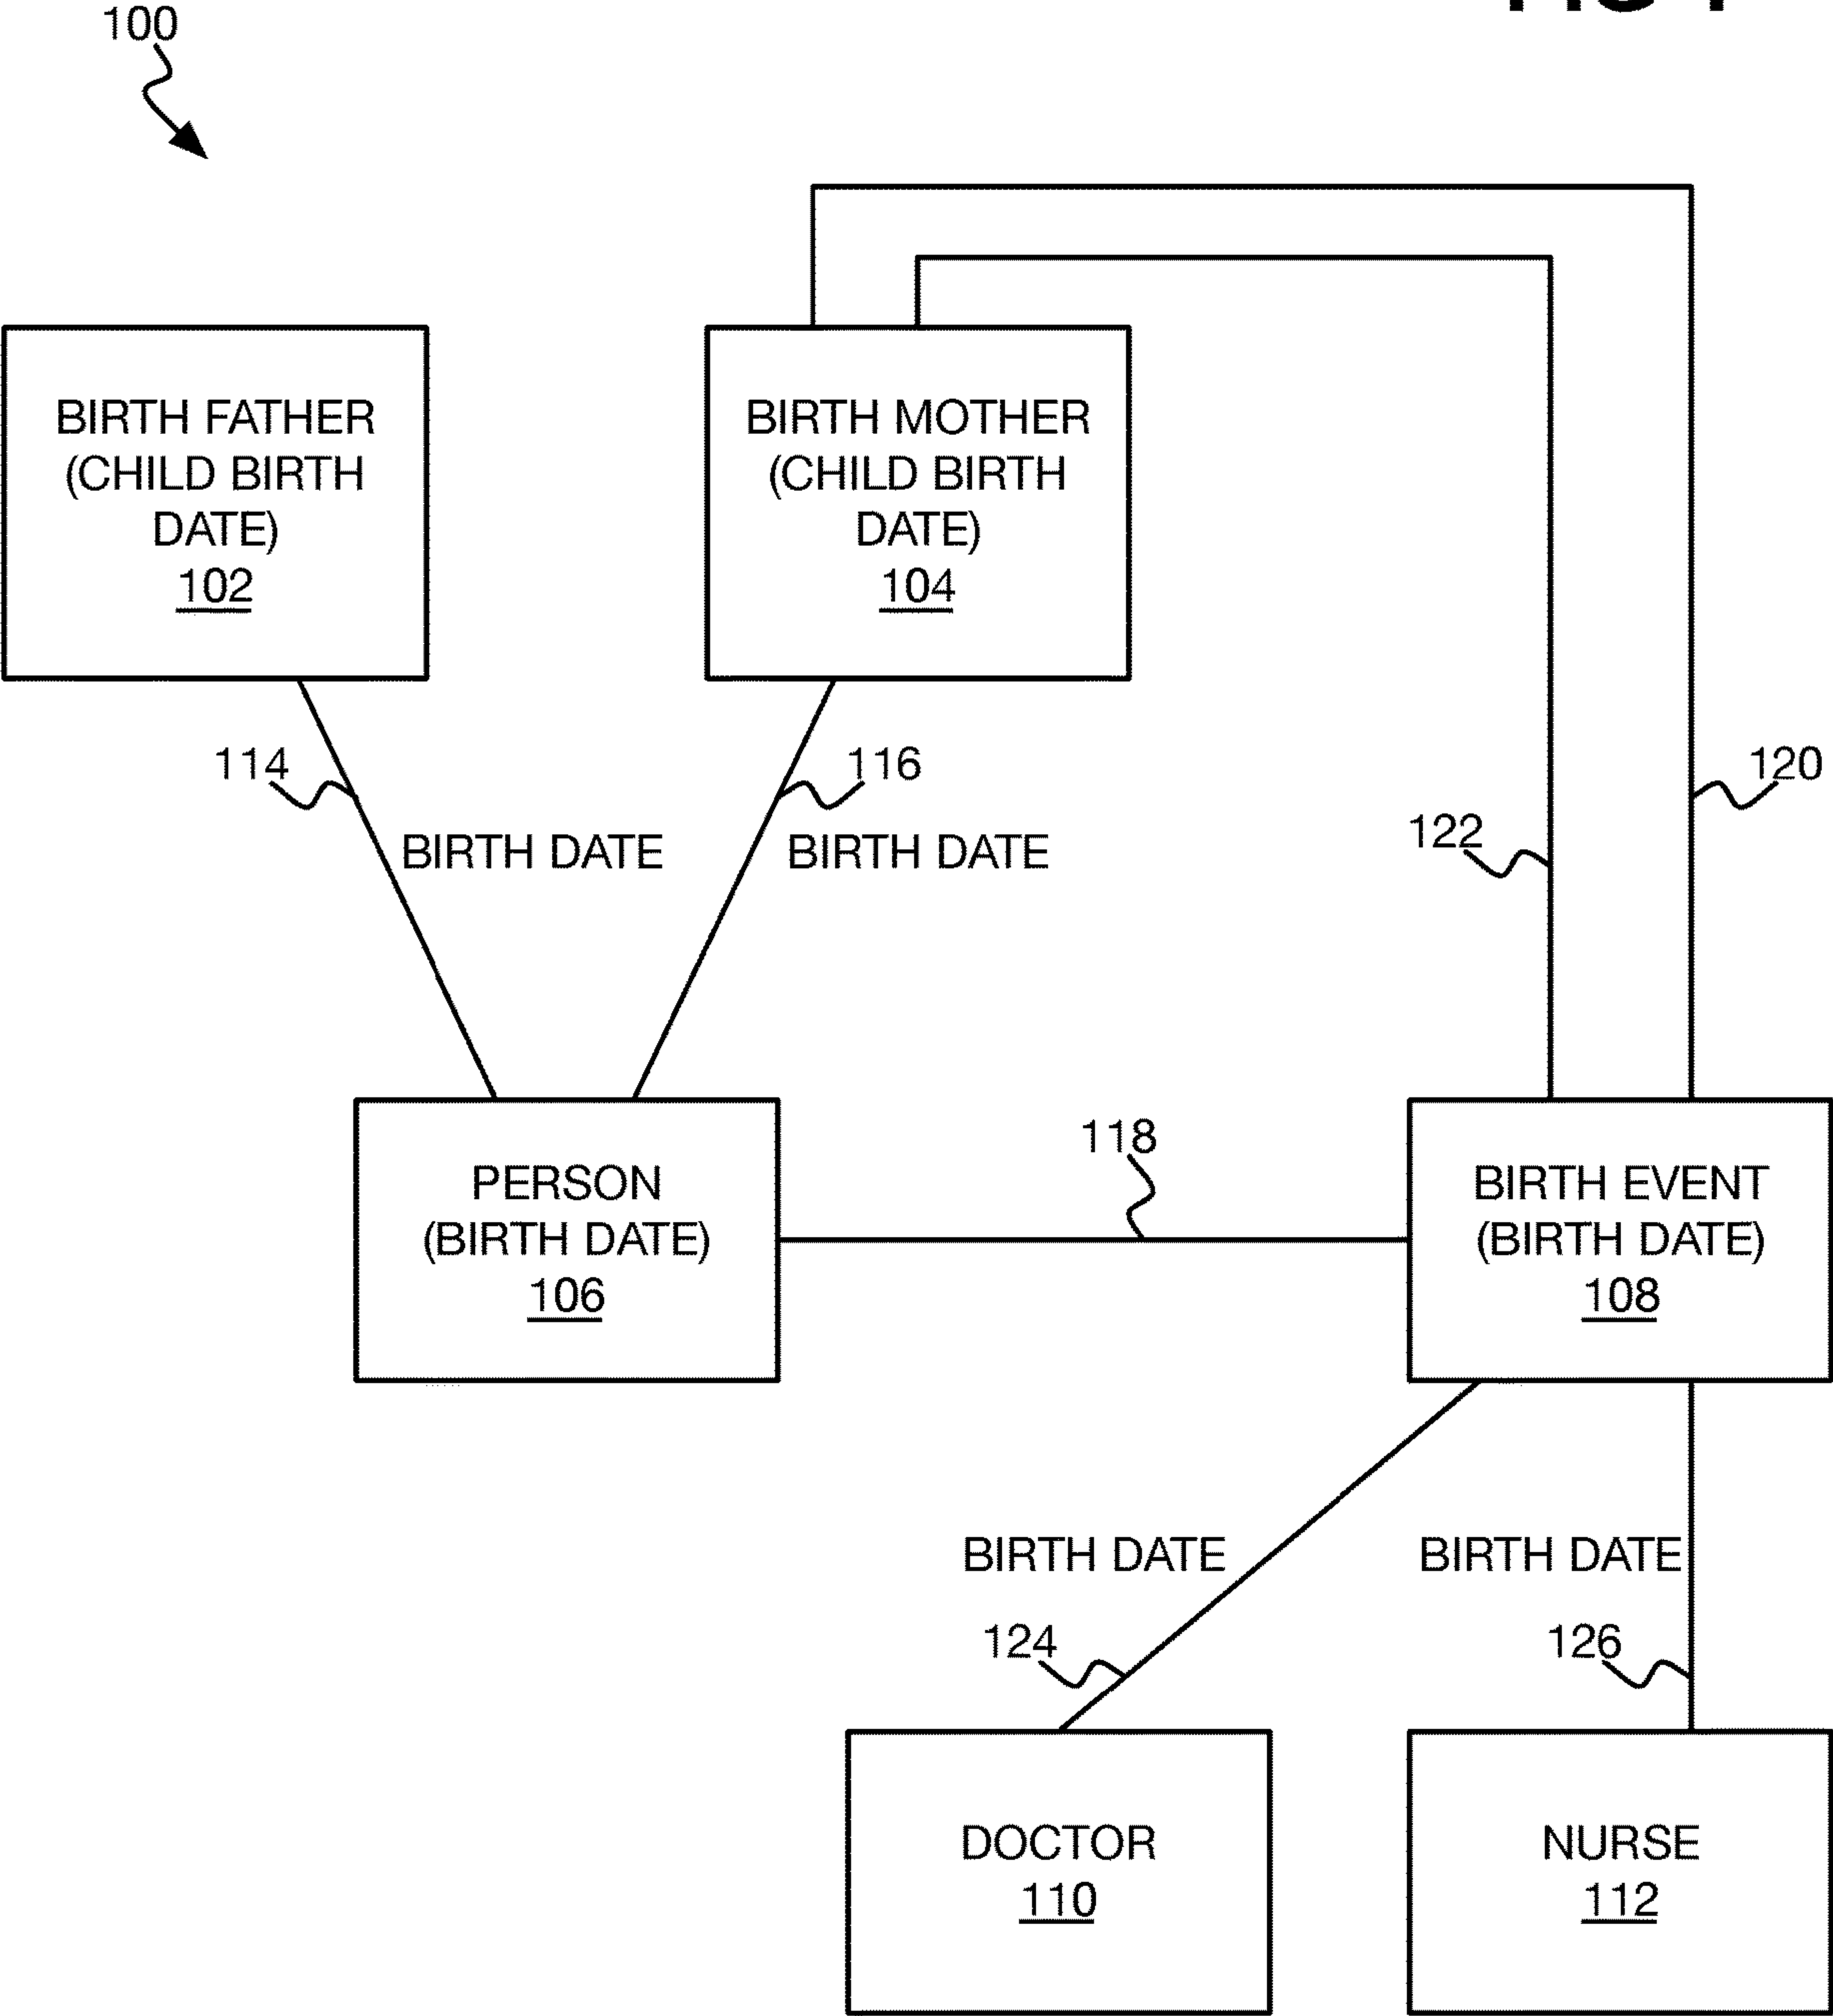 100
BIRTH FATHER
(CHILD BIRTH
DATE)
102
BIRTH MOTHER
(CHILD BIRTH
DATE)
104
114
116
120
122
BIRTH DATE
BIRTH DATE
118
PERSON
(BIRTH DATE)
106
BIRTH EVENT
(BIRTH DATE)
108
BIRTH DATE
BIRTH DATE
124
126
DOCTOR
110
NURSE
112